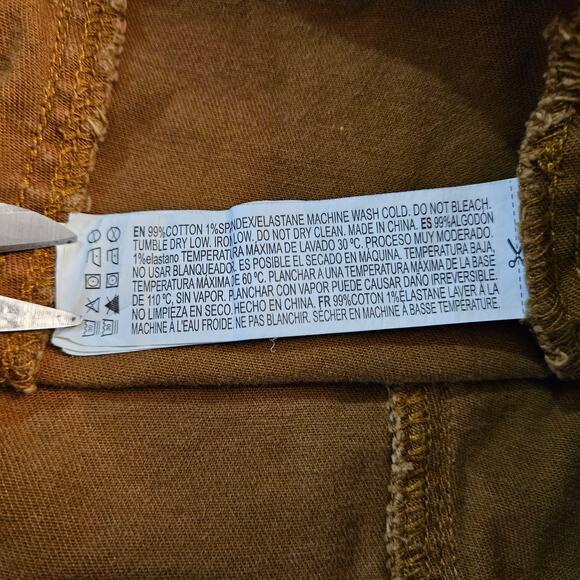 EN 99%COTTON 1%SPANDEX/ELASTANE MACHINE WASH COLD. DO NOT BLEACH.
TUMBLE DRY LOW. IRON LOW. DO NOT DRY CLEAN. MADE IN CHINA. ES 99%ALGODON
1%elastano TEMPERATURA MÁXIMA DE LAVADO 30 ºC. PROCESO MUY MODERADO.
NO USAR BLANQUEADOR. ES POSIBLE EL SECADO EN MÁQUINA. TEMPERATURA BAJA,
TEMPERATURA MÁXIMA DE 60 ºC. PLANCHAR A UNA TEMPERATURA MÁXIMA DE LA BASE
DE 110 ºC, SIN VAPOR. PLANCHAR CON VAPOR PUEDE CAUSAR DAÑO IRREVERSIBLE.
NO LIMPIEZA EN SECO.HECHO EN CHINA. FR 99%COTON 1%ELASTANE LAVER À LA
MACHINE À L'EAU FROIDE NE PAS BLANCHIR. SÉCHER EN MACHINE A BASSE TEMPÉRATURE.